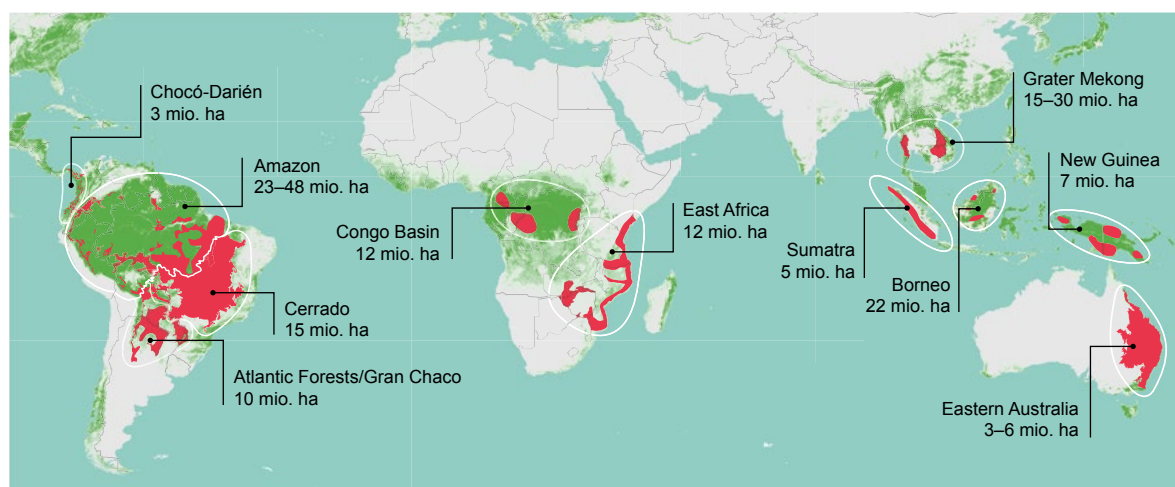 Chocó-Darién
3 mio. ha
Amazon
23–48 mio. ha
Cerrado
15 mio. ha
Atlantic Forests/Gran Chaco
10 mio. ha
Congo Basin
12 mio. ha
East Africa
12 mio. ha
Grater Mekong
15–30 mio. ha
New Guinea
7 mio. ha
Sumatra
5 mio. ha
Borneo
22 mio. ha
Eastern Australia
3–6 mio. ha